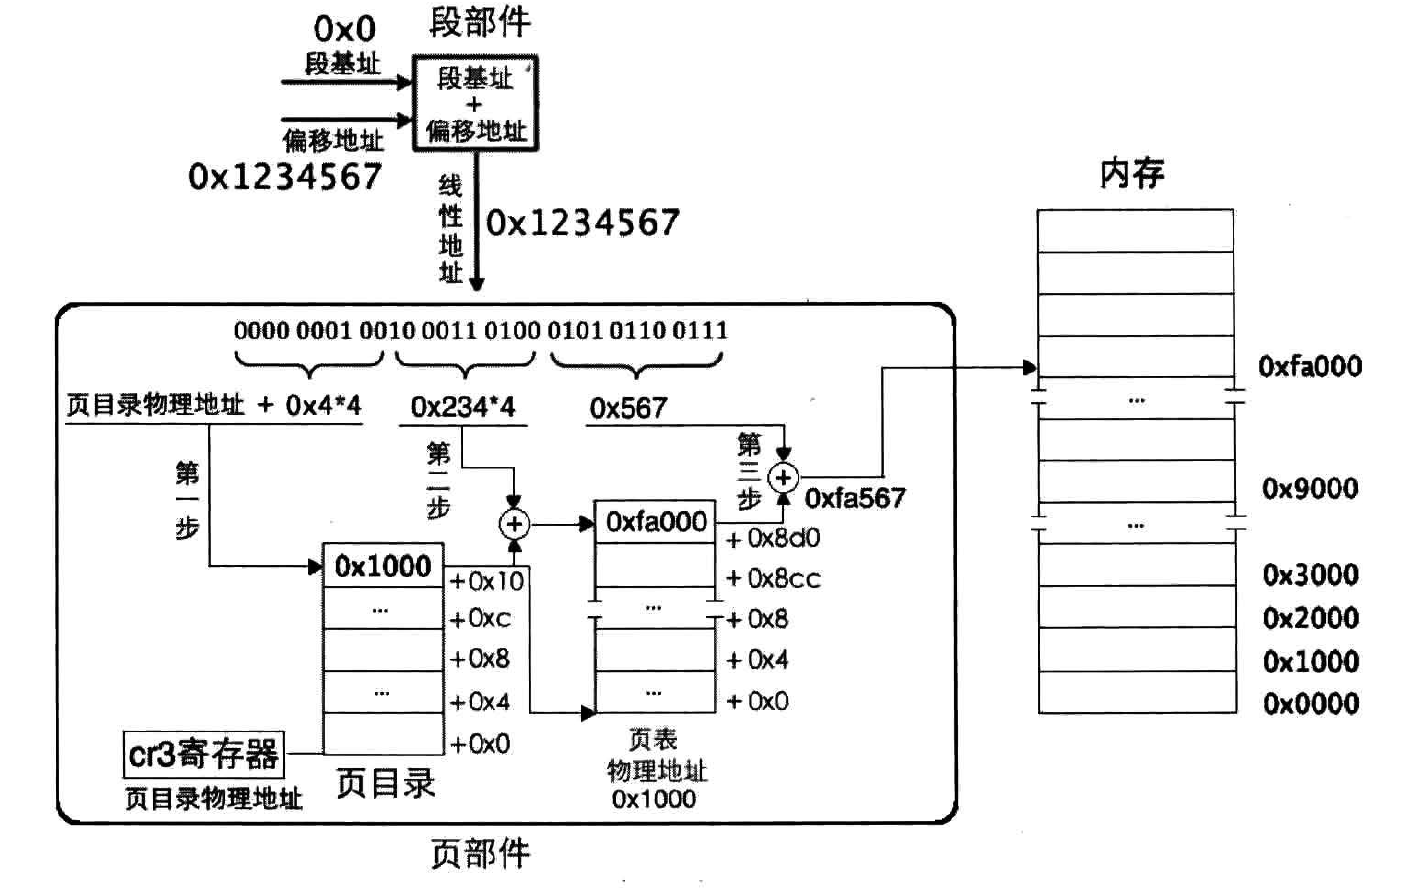 段部件
0x0
段基址
段基址
+
偏移地址
偏移地址
0x1234567
线性地址
0x1234567
0000 0001 0010 0011 0100 0101 0110 0111
页目录物理地址 + 0x4*4
0x234*4
0x567
第一步
第二步
第三步
+
+
0xfa567
0x1000
...
...
+0x10
+0xc
+0x8
+0x4
+0x0
0xfa000
...
...
+0x8d0
+0x8cc
+0x8
+0x4
+0x0
cr3寄存器
页目录物理地址
页目录
页表
物理地址
0x1000
页部件
内存
...
...
0xfa000
0x9000
0x3000
0x2000
0x1000
0x0000